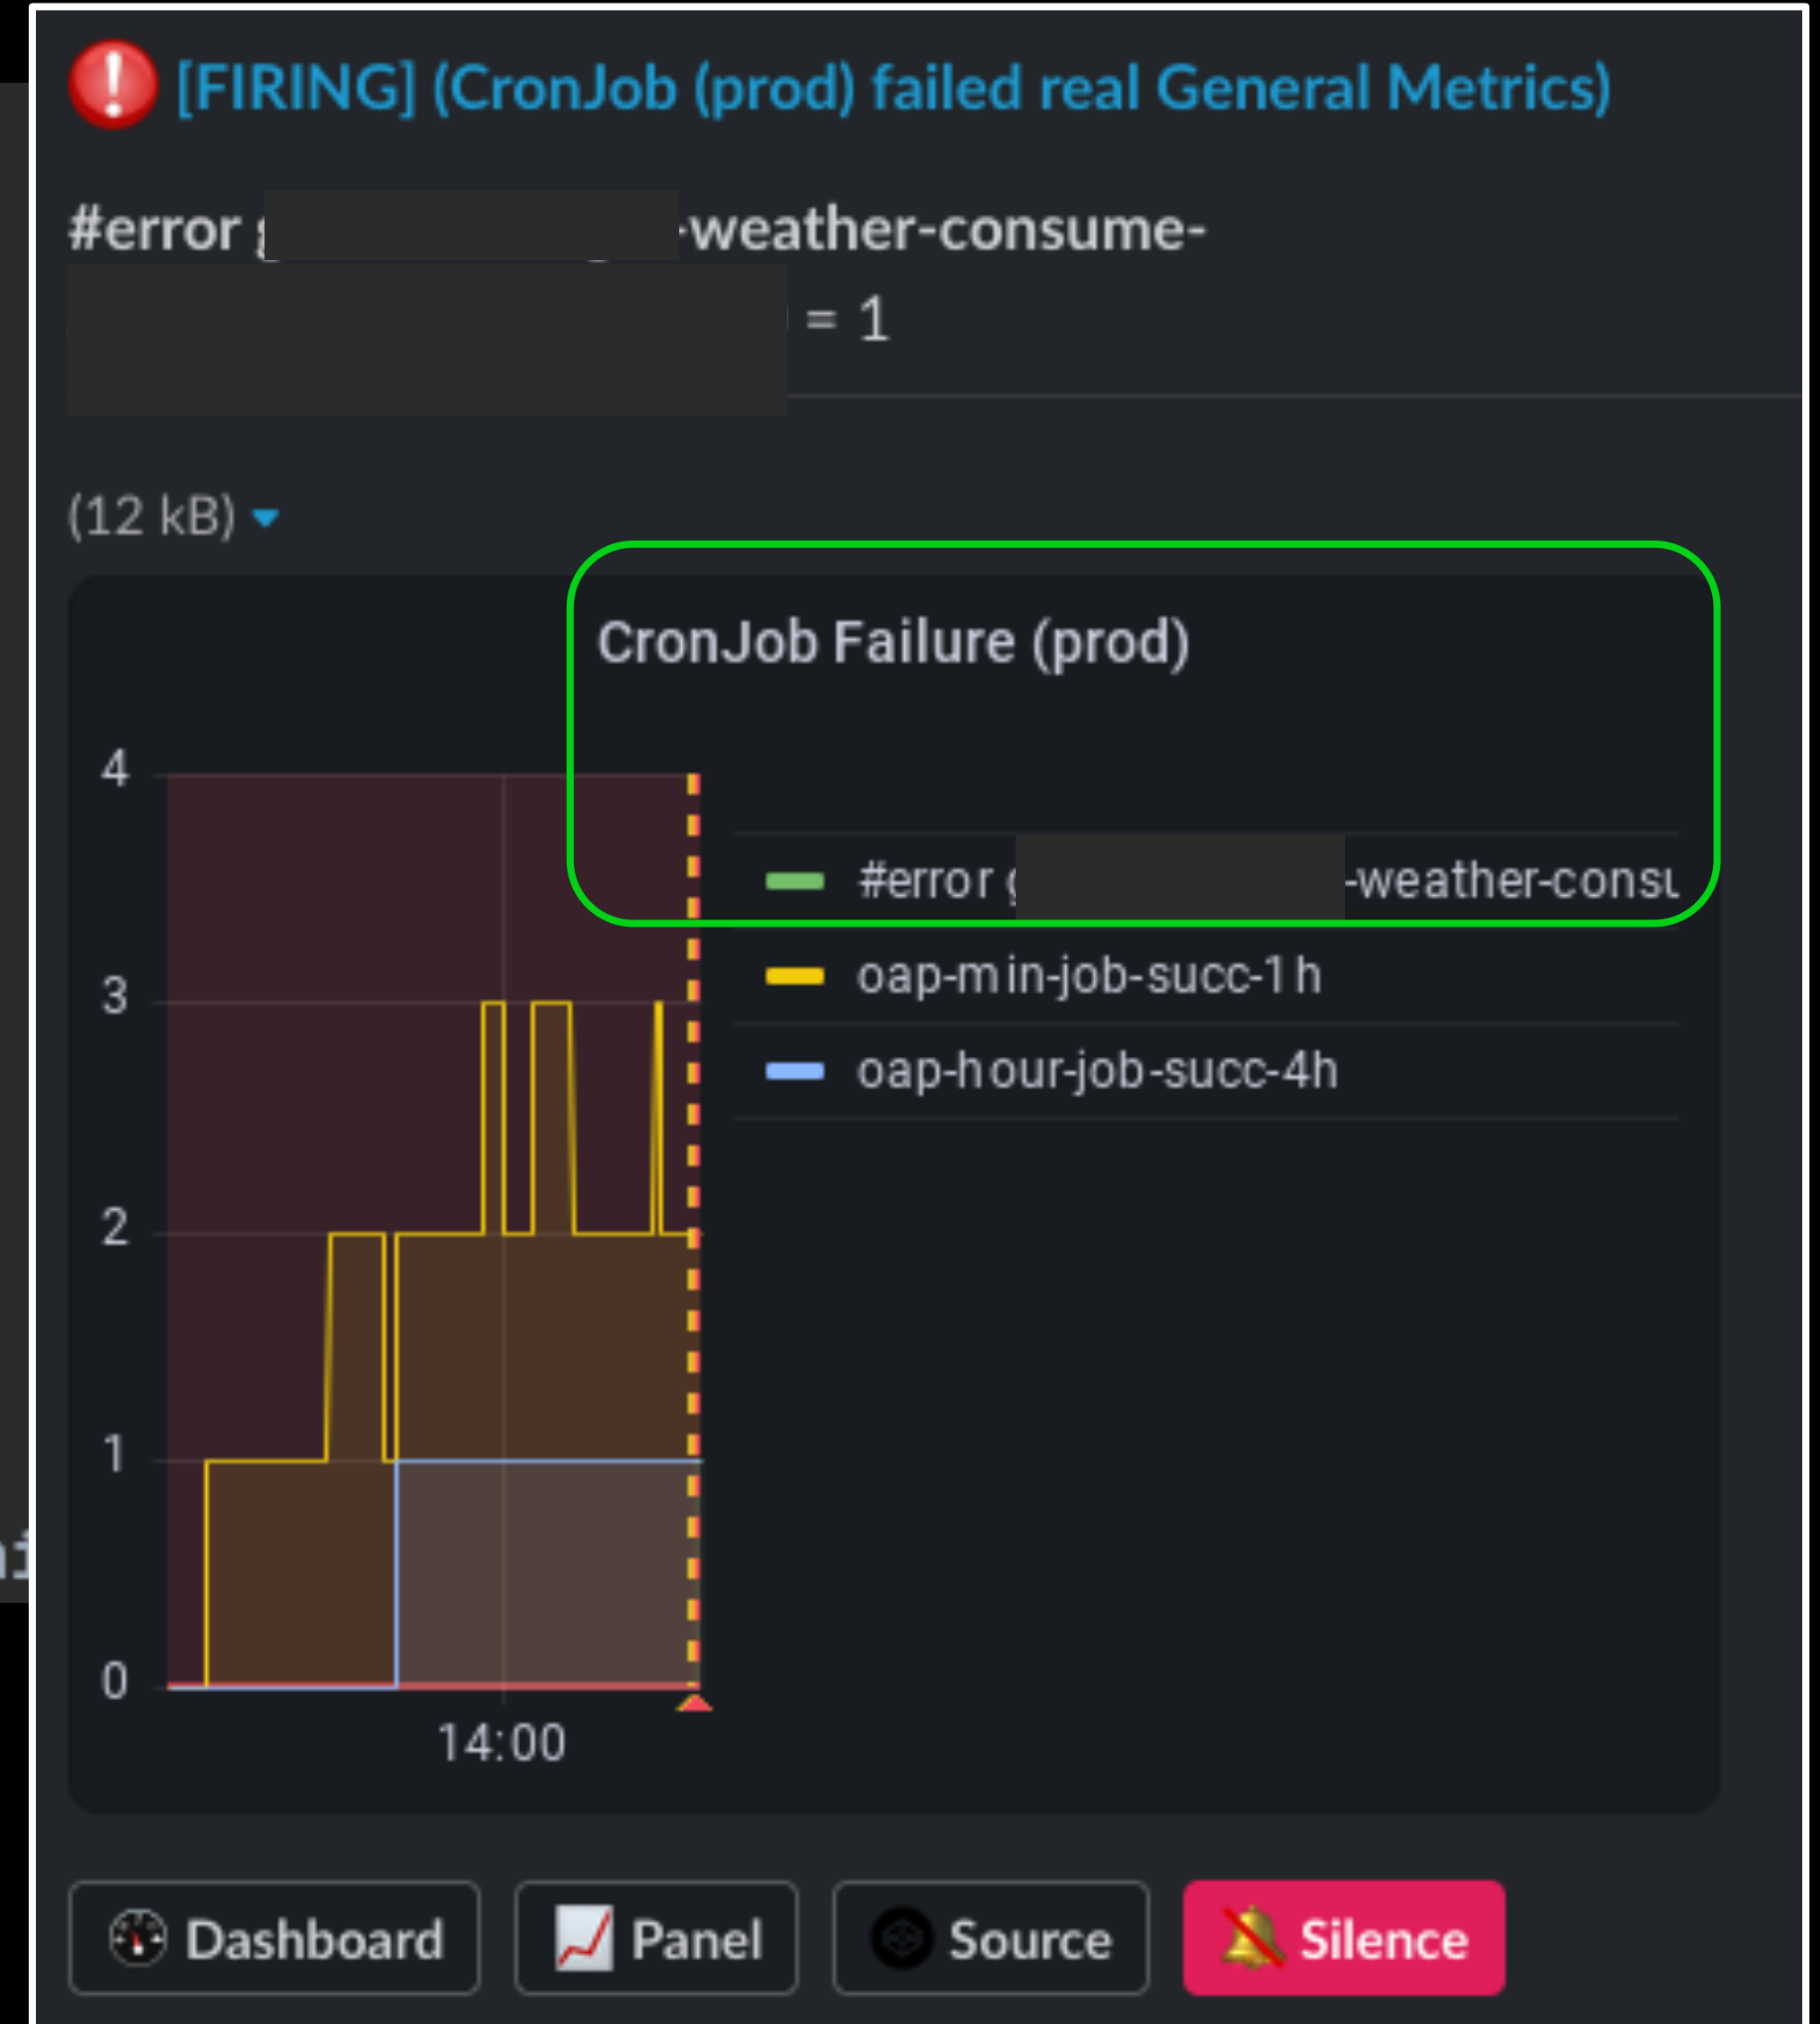 [FIRING] (CronJob (prod) failed real General Metrics)
#error -weather-consume-
= 1
(12 kB)
CronJob Failure (prod)
4
3
2
1
0
14:00
#error -weather-consu
oap-min-job-succ-1h
oap-hour-job-succ-4h
Dashboard
Panel
Source
Silence